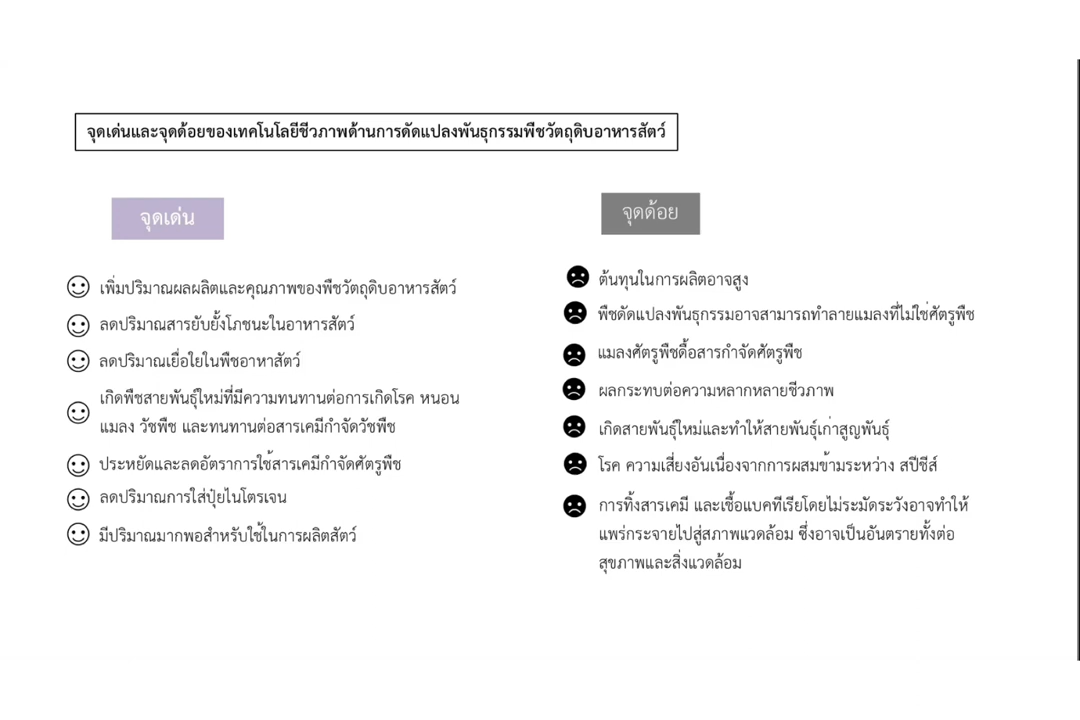 จุดเด่นและจุดด้อยของเทคโนโลยีชีวภาพด้านการดัดแปลงพันธุกรรมพืชวัตถุดิบอาหารสัตว์
จุดเด่น
เพิ่มปริมาณผลผลิตและคุณภาพของพืชวัตถุดิบอาหารสัตว์
ลดปริมาณสารยับยั้งโภชนะในอาหารสัตว์
ลดปริมาณเยื่อใยในพืชอาหาสัตว์
เกิดพืชสายพันธุ์ใหม่ที่มีความทนทานต่อการเกิดโรค หนอน
แมลง วัชพืช และทนทานต่อสารเคมีกำจัดวัชพืช
ประหยัดและลดอัตราการใช้สารเคมีกำจัดศัตรูพืช
ลดปริมาณการใส่ปุ๋ยไนโตรเจน
มีปริมาณมากพอสำหรับใช้ในการผลิตสัตว์
จุดด้อย
ต้นทุนในการผลิตอาจสูง
พืชดัดแปลงพันธุกรรมอาจสามารถทำลายแมลงที่ไม่ใช่ศัตรูพืช
แมลงศัตรูพืชดื้อสารกำจัดศัตรูพืช
ผลกระทบต่อความหลากหลายชีวภาพ
เกิดสายพันธุ์ใหม่และทำให้สายพันธุ์เก่าสูญพันธุ์
โรค ความเสี่ยงอันเนื่องจากการผสมข้ามระหว่าง สปีชีส์
การทิ้งสารเคมี และเชื้อแบคทีเรียโดยไม่ระมัดระวังอาจทำให้
แพร่กระจายไปสู่สภาพแวดล้อม ซึ่งอาจเป็นอันตรายทั้งต่อ
สุขภาพและสิ่งแวดล้อม